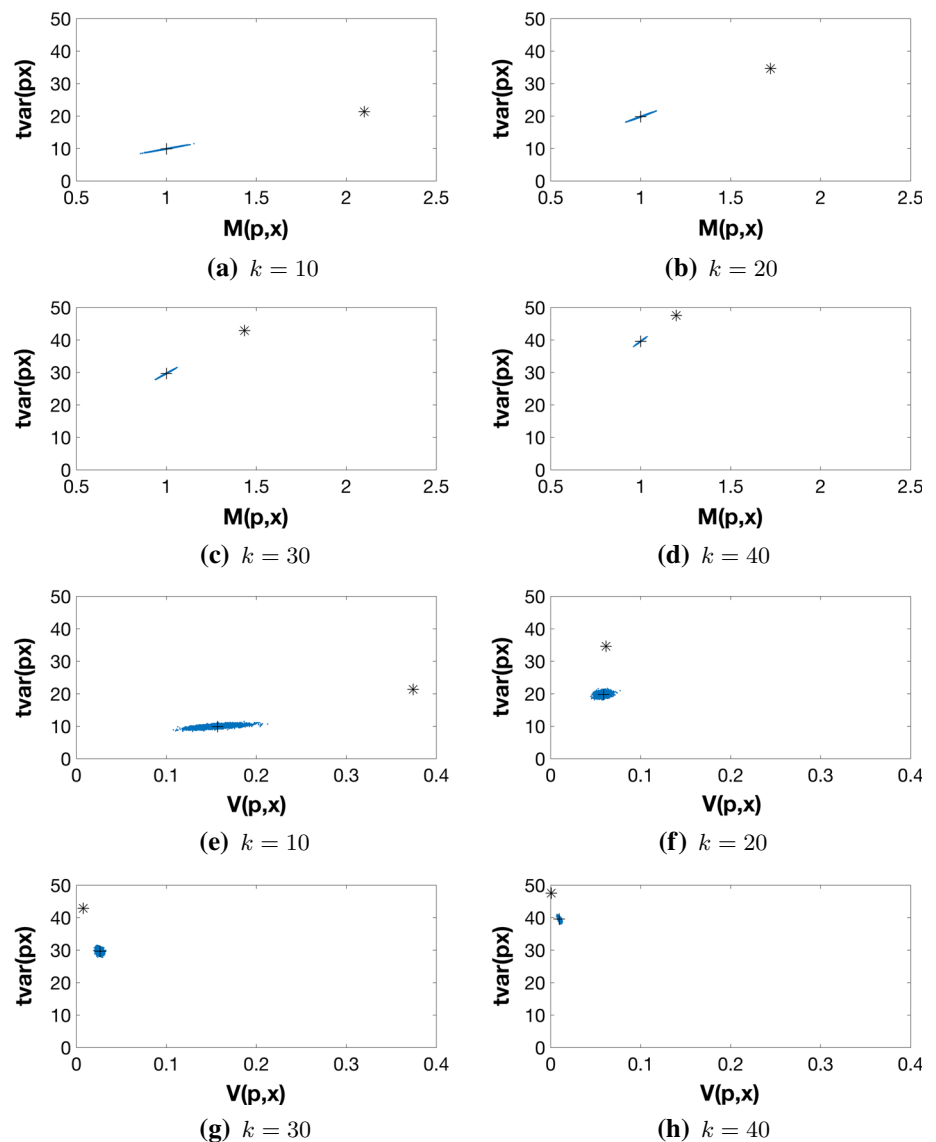 50
40
30
20
10
0
tvar(px)
0.5 1 1.5 2 2.5
M(p,x)
(a) k = 10
50
40
30
20
10
0
tvar(px)
0.5 1 1.5 2 2.5
M(p,x)
(b) k = 20
50
40
30
20
10
0
tvar(px)
0.5 1 1.5 2 2.5
M(p,x)
(c) k = 30
50
40
30
20
10
0
tvar(px)
0.5 1 1.5 2 2.5
M(p,x)
(d) k = 40
50
40
30
20
10
0
tvar(px)
0 0.1 0.2 0.3 0.4
V(p,x)
(e) k = 10
50
40
30
20
10
0
tvar(px)
0 0.1 0.2 0.3 0.4
V(p,x)
(f) k = 20
50
40
30
20
10
0
tvar(px)
0 0.1 0.2 0.3 0.4
V(p,x)
(g) k = 30
50
40
30
20
10
0
tvar(px)
0 0.1 0.2 0.3 0.4
V(p,x)
(h) k = 40